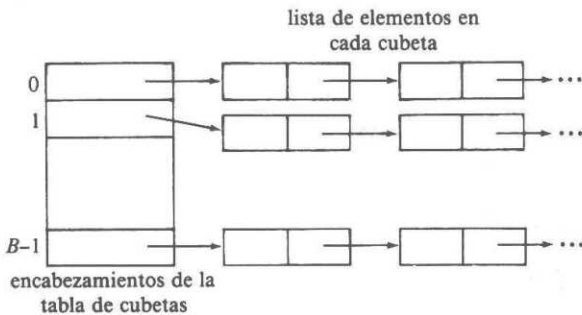 lista de elementos en
cada cubeta
0
...
1
...
B-1
...
encabezamientos de la
tabla de cubetas